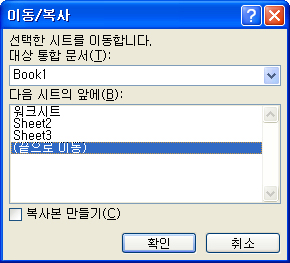 이동/복사
선택한 시트를 이동합니다.
대상 통합 문서(T):
Book1
다음 시트의 앞에(B):
워크시트
Sheet2
Sheet3
(끝으로 이동)
복사본 만들기(C)
확인 취소